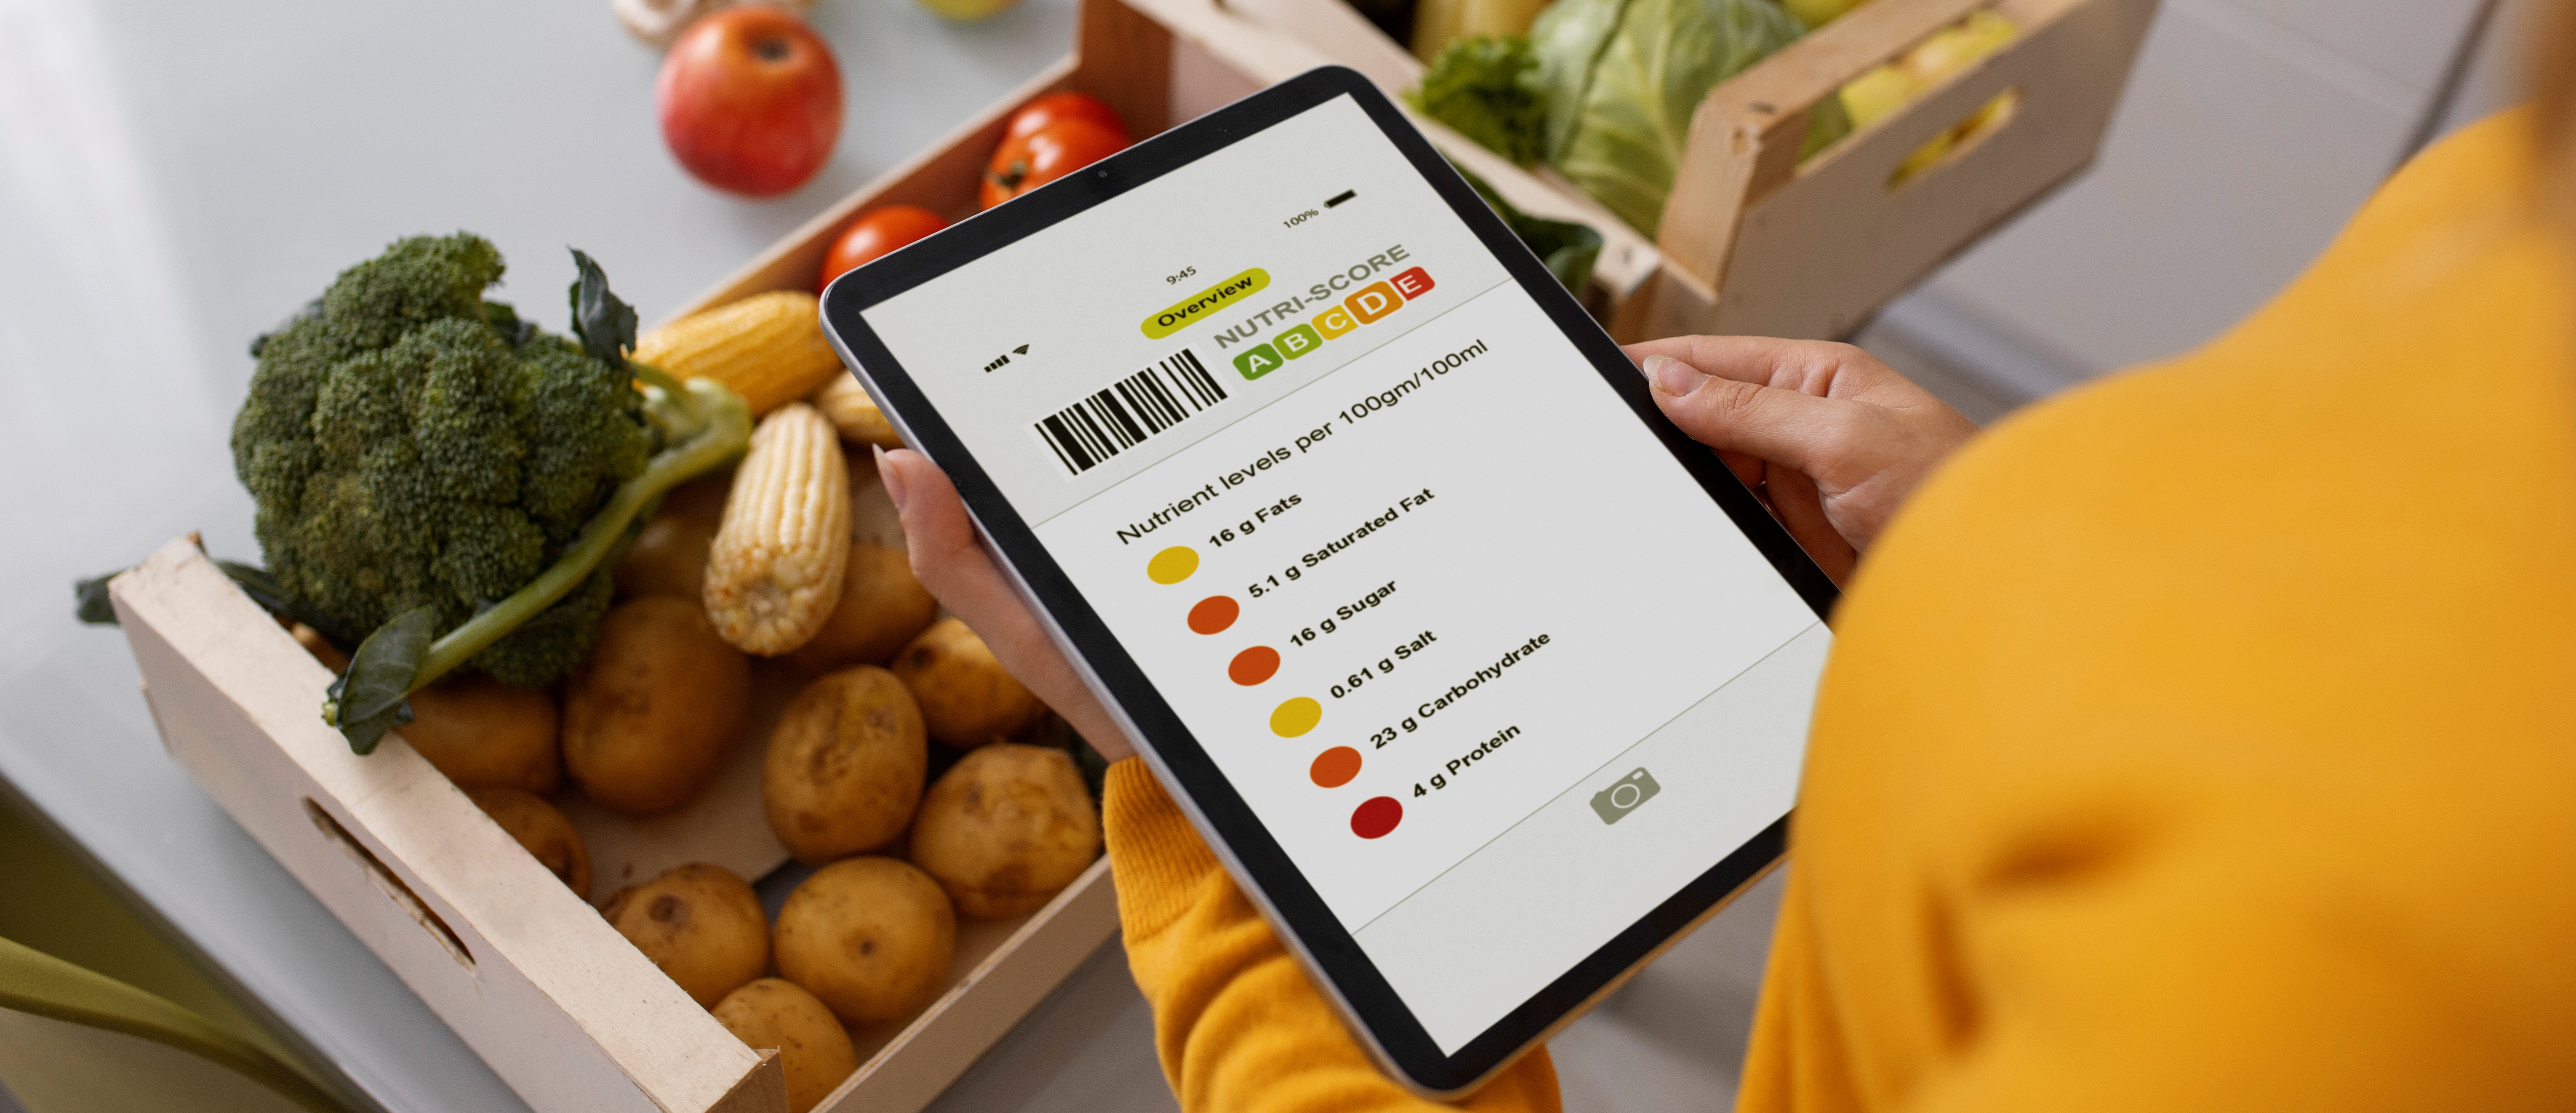 9:45
100%
Overview
NUTRI-SCORE
A B C D E
Nutrient levels per 100gm/100ml
16 g Fats
5.1 g Saturated Fat
16 g Sugar
0.61 g Salt
23 g Carbohydrate
4 g Protein